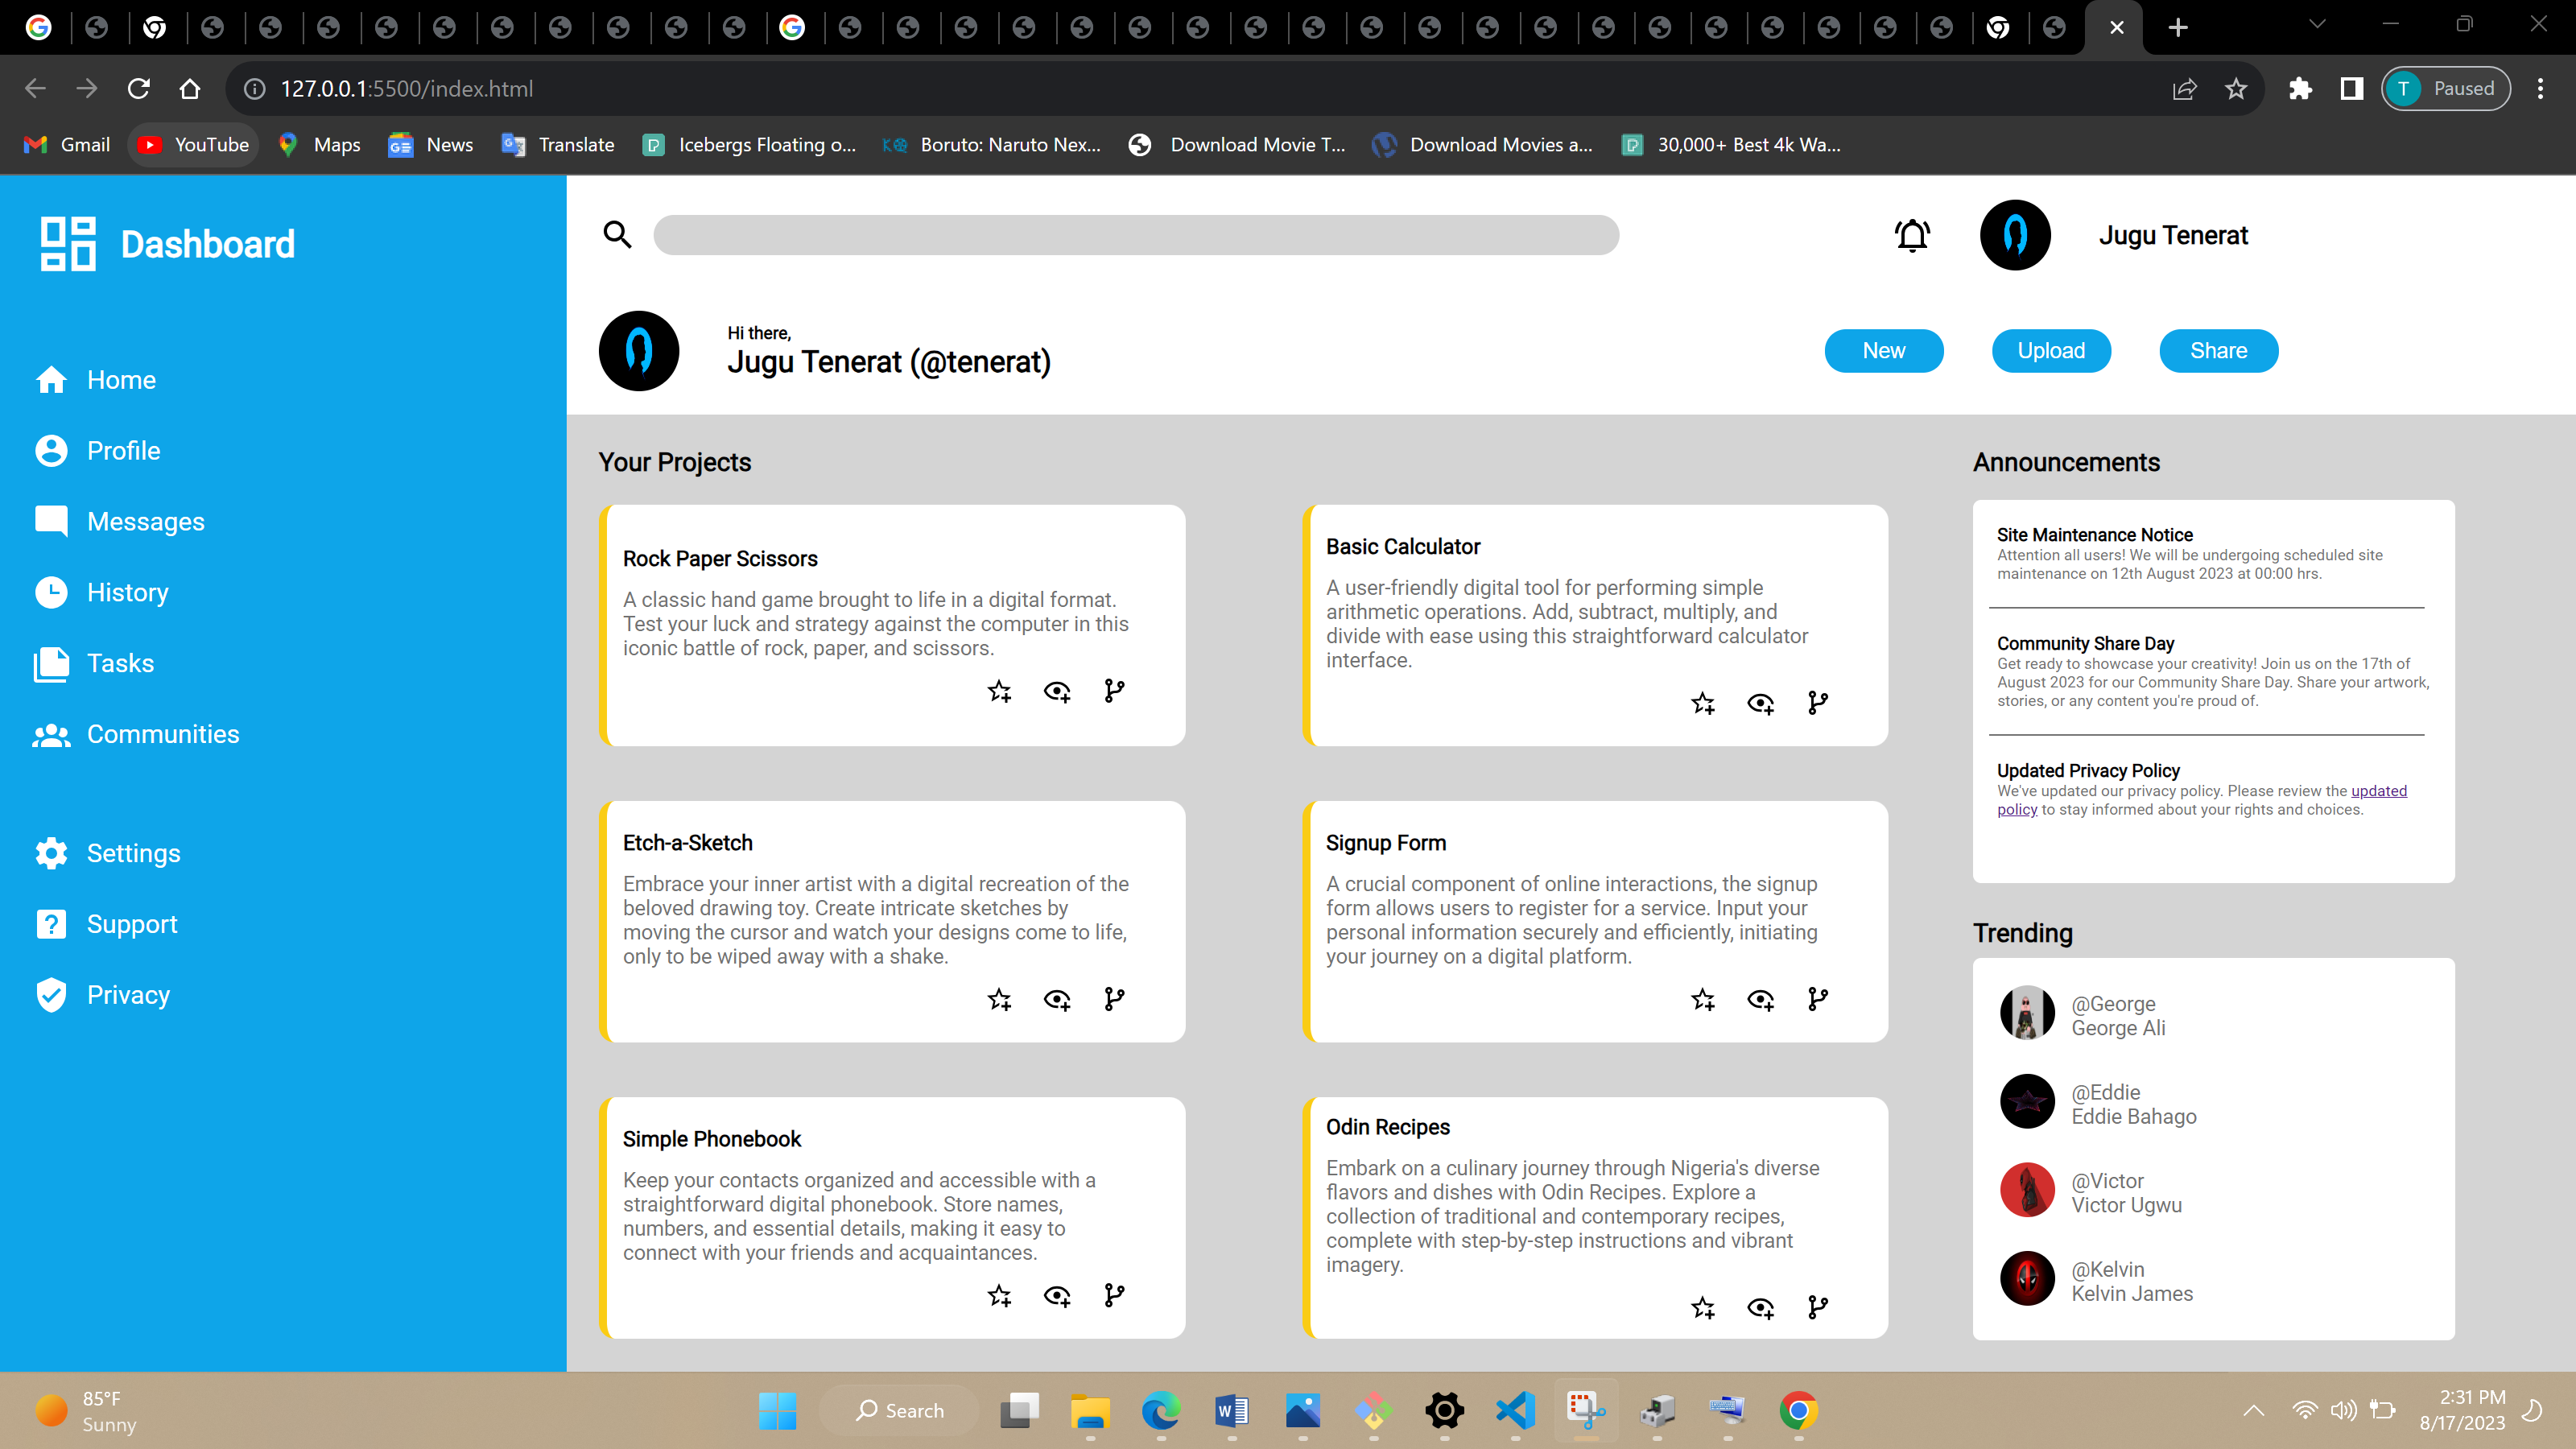 127.0.0.1:5500/index.html
T Paused
Gmail YouTube Maps News Translate Icebergs Floating o... Boruto: Naruto Nex... Download Movie T... Download Movies a... 30,000+ Best 4k Wa...
Dashboard
Home
Profile
Messages
History
Tasks
Communities
Settings
Support
Privacy
Jugu Tenerat
Hi there,
Jugu Tenerat (@tenerat)
New Upload Share
Your Projects
Rock Paper Scissors
A classic hand game brought to life in a digital format.
Test your luck and strategy against the computer in this
iconic battle of rock, paper, and scissors.
Basic Calculator
A user-friendly digital tool for performing simple
arithmetic operations. Add, subtract, multiply, and
divide with ease using this straightforward calculator
interface.
Etch-a-Sketch
Embrace your inner artist with a digital recreation of the
beloved drawing toy. Create intricate sketches by
moving the cursor and watch your designs come to life,
only to be wiped away with a shake.
Signup Form
A crucial component of online interactions, the signup
form allows users to register for a service. Input your
personal information securely and efficiently, initiating
your journey on a digital platform.
Simple Phonebook
Keep your contacts organized and accessible with a
straightforward digital phonebook. Store names,
numbers, and essential details, making it easy to
connect with your friends and acquaintances.
Odin Recipes
Embark on a culinary journey through Nigeria's diverse
flavors and dishes with Odin Recipes. Explore a
collection of traditional and contemporary recipes,
complete with step-by-step instructions and vibrant
imagery.
Announcements
Site Maintenance Notice
Attention all users! We will be undergoing scheduled site
maintenance on 12th August 2023 at 00:00 hrs.
Community Share Day
Get ready to showcase your creativity! Join us on the 17th of
August 2023 for our Community Share Day. Share your artwork,
stories, or any content you're proud of.
Updated Privacy Policy
We've updated our privacy policy. Please review the updated
policy to stay informed about your rights and choices.
Trending
@George
George Ali
@Eddie
Eddie Bahago
@Victor
Victor Ugwu
@Kelvin
Kelvin James
85°F
Sunny
Search
2:31 PM
8/17/2023